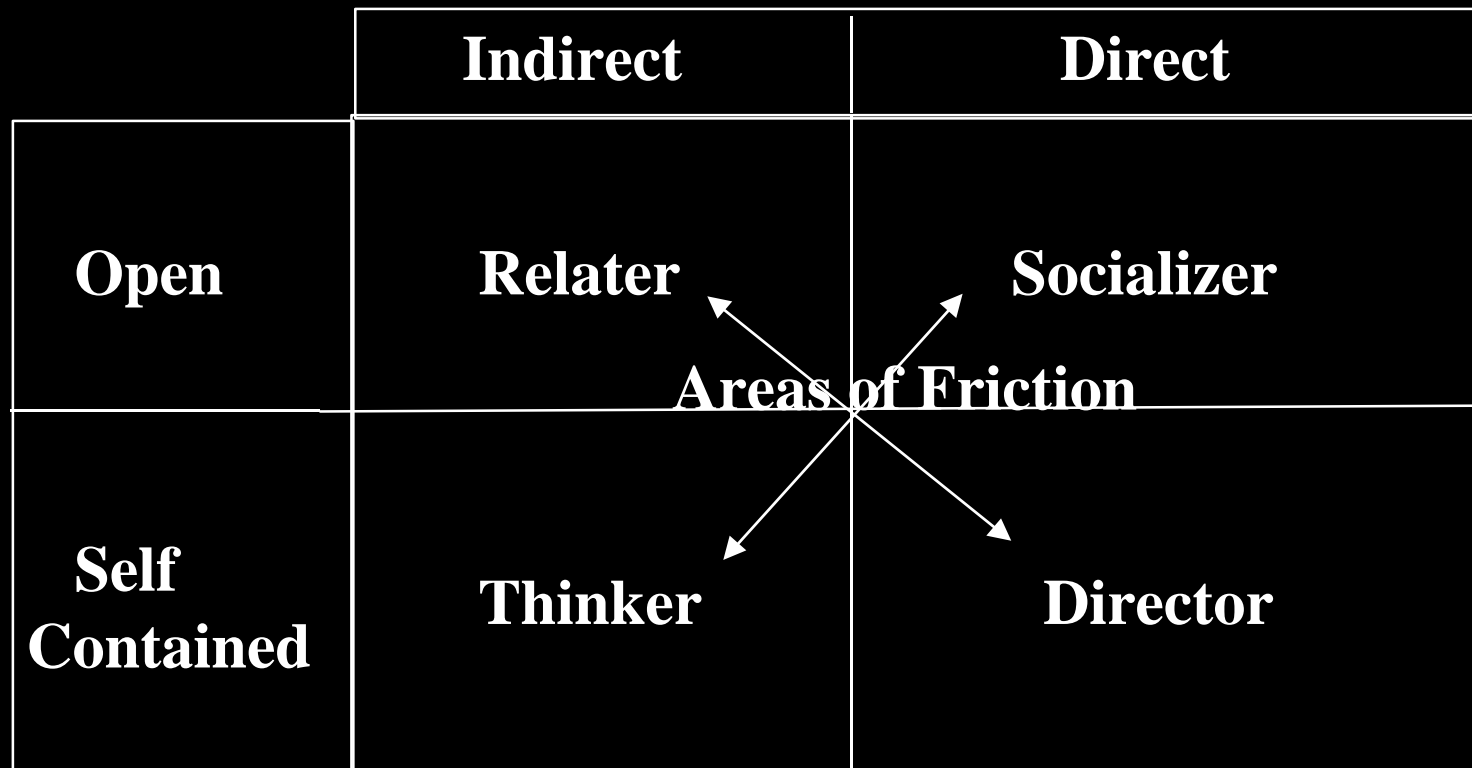 Indirect Direct
Open Relater Socializer
Areas of Friction
Self
Contained
Thinker Director